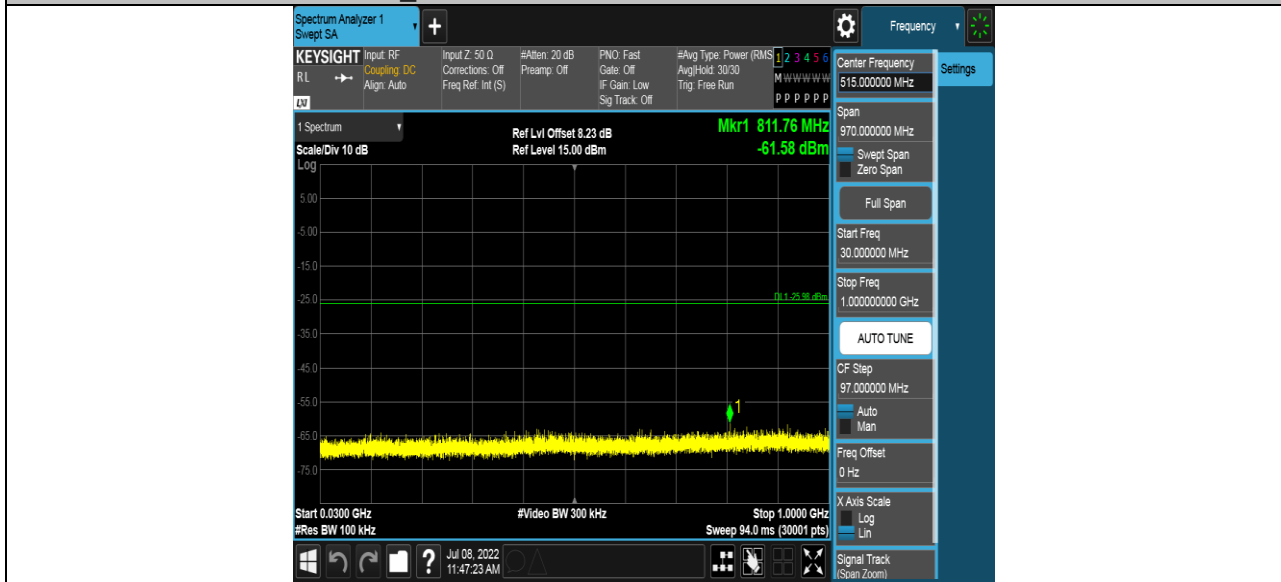 Spectrum Analyzer 1
Swept SA
+
Frequency
KEYSIGHT
RL
LXI
Input: RF
Coupling: DC
Align: Auto
Input Z: 50 Ω
Corrections: Off
Freq Ref: Int (S)
#Atten: 20 dB
Preamp: Off
PNO: Fast
Gate: Off
IF Gain: Low
Sig Track: Off
#Avg Type: Power (RMS
Avg|Hold: 30/30
Trig: Free Run
1 2 3 4 5 6
M W W W W W
P P P P P P
1 Spectrum
Scale/Div 10 dB
Log
Ref Lvl Offset 8.23 dB
Ref Level 15.00 dBm
Mkr1 811.76 MHz
-61.58 dBm
5.00
-5.00
-15.0
-25.0
DL1 -25.98 dBm
-35.0
-45.0
-55.0
1
-65.0
-75.0
Start 0.0300 GHz
#Res BW 100 kHz
#Video BW 300 kHz
Stop 1.0000 GHz
Sweep 94.0 ms (30001 pts)
Center Frequency
515.000000 MHz
Settings
Span
970.000000 MHz
Swept Span
Zero Span
Full Span
Start Freq
30.000000 MHz
Stop Freq
1.000000000 GHz
AUTO TUNE
CF Step
97.000000 MHz
Auto
Man
Freq Offset
0 Hz
X Axis Scale
Log
Lin
Signal Track
(Span Zoom)
?
Jul 08, 2022
11:47:23 AM